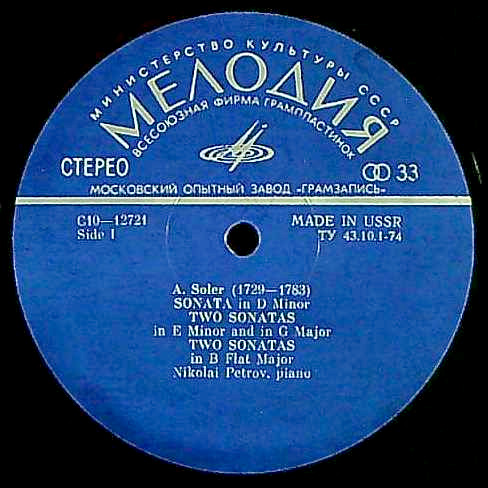 МИНИСТЕРСТВО КУЛЬТУРЫ СССР
МЕЛОДИЯ
ВСЕСОЮЗНАЯ ФИРМА ГРАМПЛАСТИНОК
СТЕРЕО
33
МОСКОВСКИЙ ОПЫТНЫЙ ЗАВОД «ГРАМЗАПИСЬ»
С10—12721
MADE IN USSR
Side 1
ТУ 43.10.1-74
A. Soler (1729—1783)
SONATA in D Minor
TWO SONATAS
in E Minor and in G Major
TWO SONATAS
in B Flat Major
Nikolai Petrov, piano